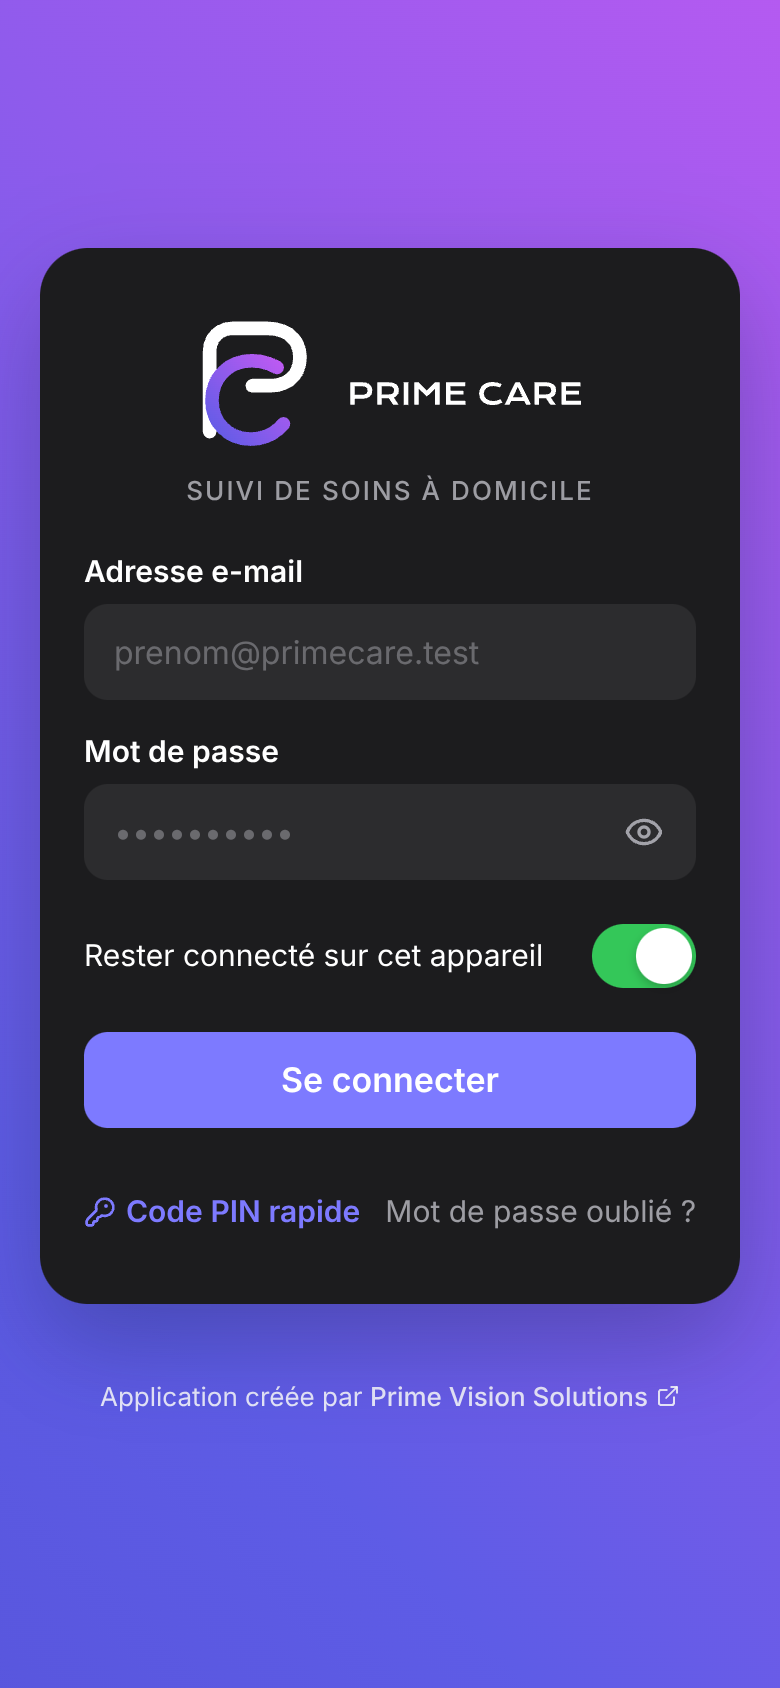 PRIME CARE
SUIVI DE SOINS À DOMICILE
Adresse e-mail
prenom@primecare.test
Mot de passe
••••••••••
Rester connecté sur cet appareil
Se connecter
Code PIN rapide Mot de passe oublié ?
Application créée par Prime Vision Solutions